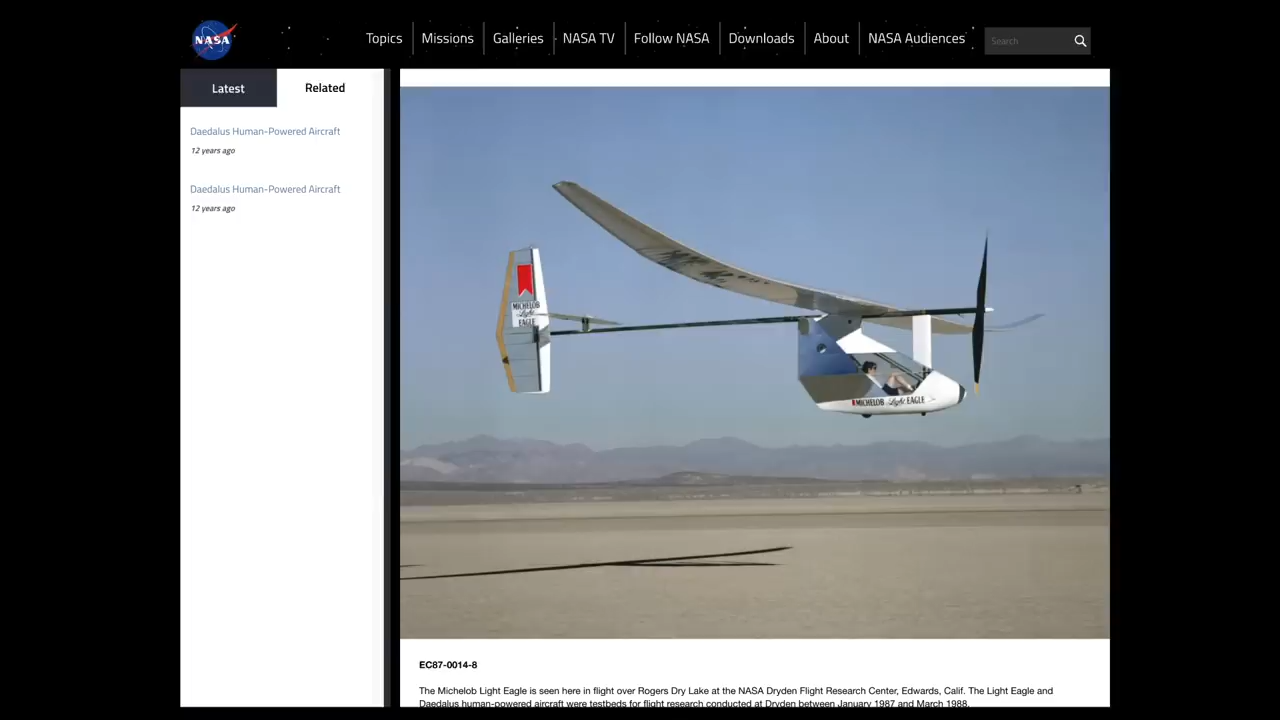 NASA
Topics
Missions
Galleries
NASA TV
Follow NASA
Downloads
About
NASA Audiences
Search
Latest
Related
Daedalus Human-Powered Aircraft
12 years ago
Daedalus Human-Powered Aircraft
12 years ago
MICHELOB
Light
EAGLE
MICHELOB Light EAGLE
EC87-0014-8
The Michelob Light Eagle is seen here in flight over Rogers Dry Lake at the NASA Dryden Flight Research Center, Edwards, Calif. The Light Eagle and
Daedalus human-powered aircraft were testbeds for flight research conducted at Dryden between January 1987 and March 1988.